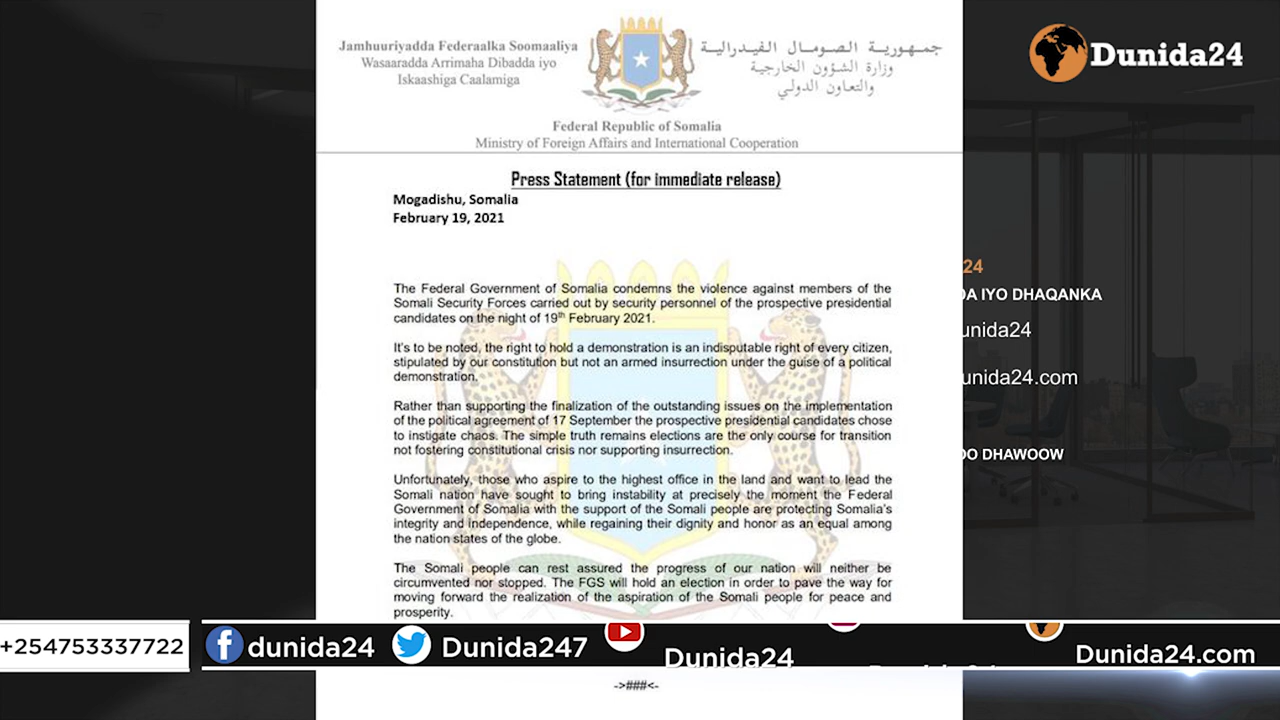 Jamhuuriyadda Federaalka Soomaaliya
Wasaaradda Arrimaha Dibadda iyo
Iskaashiga Caalamiga
جمهورية الصومال الفيدرالية
وزارة الشؤون الخارجية
والتعاون الدولي
Federal Republic of Somalia
Ministry of Foreign Affairs and International Cooperation
Dunida24
Press Statement (for immediate release)
Mogadishu, Somalia
February 19, 2021
The Federal Government of Somalia condemns the violence against members of the
Somali Security Forces carried out by security personnel of the prospective presidential
candidates on the night of 19th February 2021.
It's to be noted, the right to hold a demonstration is an indisputable right of every citizen,
stipulated by our constitution but not an armed insurrection under the guise of a political
demonstration.
Rather than supporting the finalization of the outstanding issues on the implementation
of the political agreement of 17 September the prospective presidential candidates chose
to instigate chaos. The simple truth remains elections are the only course for transition
not fostering constitutional crisis nor supporting insurrection.
Unfortunately, those who aspire to the highest office in the land and want to lead the
Somali nation have sought to bring instability at precisely the moment the Federal
Government of Somalia with the support of the Somali people are protecting Somalia's
integrity and independence, while regaining their dignity and honor as an equal among
the nation states of the globe.
The Somali people can rest assured the progress of our nation will neither be
circumvented nor stopped. The FGS will hold an election in order to pave the way for
moving forward the realization of the aspiration of the Somali people for peace and
prosperity.
->###<-
24
DA IYO DHAQANKA
unida24
unida24.com
DO DHAWOOW
+254753337722
dunida24
Dunida247
Dunida24
Dunida24.com